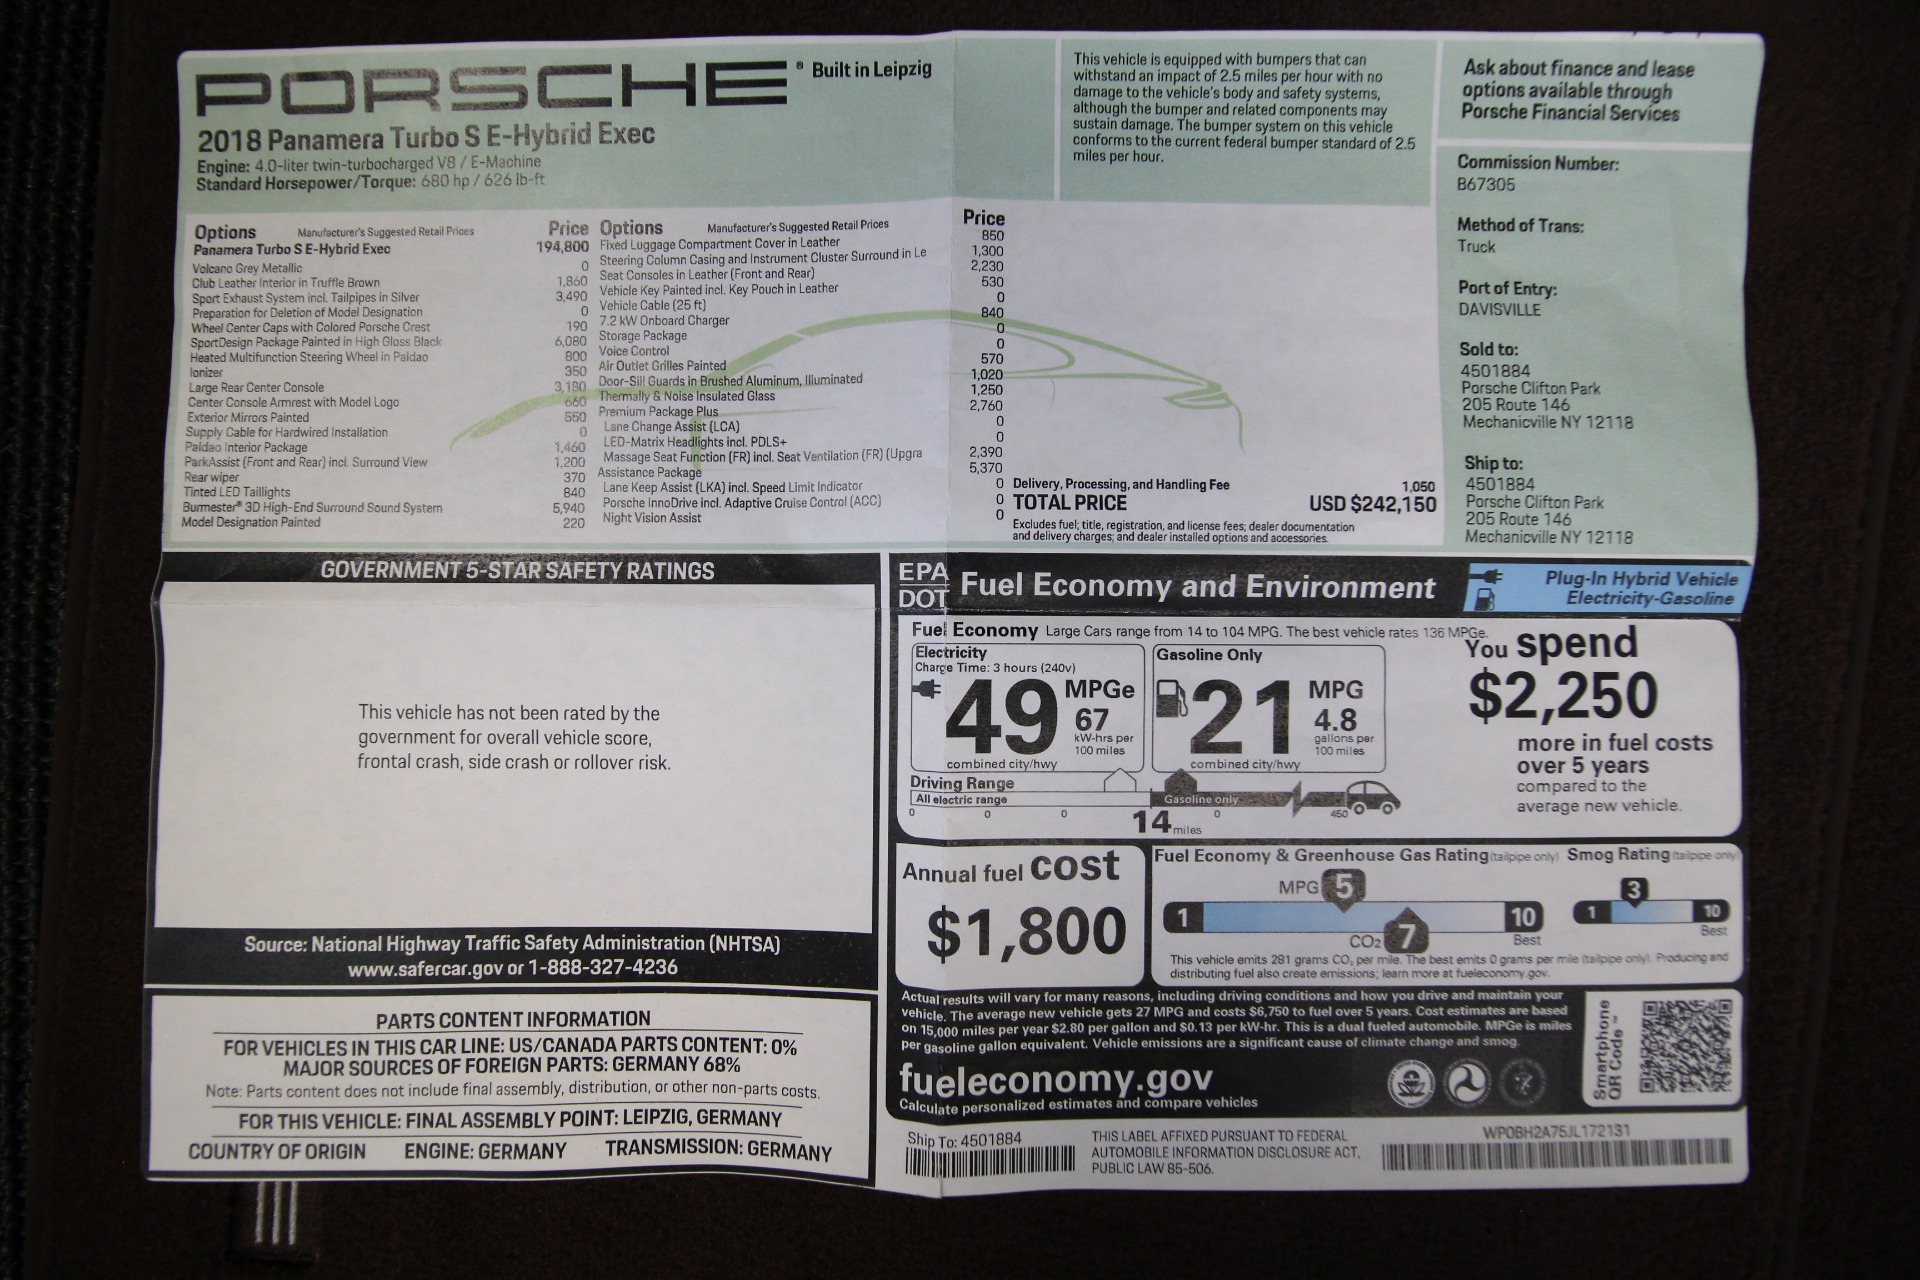 PORSCHE® Built in Leipzig
2018 Panamera Turbo S E-Hybrid Exec
Engine: 4.0-liter twin-turbocharged V8 / E-Machine
Standard Horsepower/Torque: 680 hp / 626 lb-ft
This vehicle is equipped with bumpers that can
withstand an impact of 2.5 miles per hour with no
damage to the vehicle's body and safety systems,
although the bumper and related components may
sustain damage. The bumper system on this vehicle
conforms to the current federal bumper standard of 2.5
miles per hour.
Ask about finance and lease
options available through
Porsche Financial Services
Commission Number:
B67305
Method of Trans:
Truck
Port of Entry:
DAVISVILLE
Sold to:
4501884
Porsche Clifton Park
205 Route 146
Mechanicville NY 12118
Ship to:
4501884
Porsche Clifton Park
205 Route 146
Mechanicville NY 12118
Options Manufacturer's Suggested Retail Prices Price
Panamera Turbo S E-Hybrid Exec 194,800
Volcano Grey Metallic 0
Club Leather Interior in Truffle Brown 1,860
Sport Exhaust System incl. Tailpipes in Silver 3,490
Preparation for Deletion of Model Designation 0
Wheel Center Caps with Colored Porsche Crest 190
SportDesign Package Painted in High Gloss Black 6,080
Heated Multifunction Steering Wheel in Paldao 800
Ionizer 350
Large Rear Center Console 3,180
Center Console Armrest with Model Logo 660
Exterior Mirrors Painted 550
Supply Cable for Hardwired Installation 0
Paldao Interior Package 1,460
ParkAssist (Front and Rear) incl. Surround View 1,200
Rear wiper 370
Tinted LED Taillights 840
Burmester® 3D High-End Surround Sound System 5,940
Model Designation Painted 220
Options Manufacturer's Suggested Retail Prices Price
Fixed Luggage Compartment Cover in Leather 850
Steering Column Casing and Instrument Cluster Surround in Le 1,300
Seat Consoles in Leather (Front and Rear) 2,230
Vehicle Key Painted incl. Key Pouch in Leather 530
Vehicle Cable (25 ft) 0
7.2 kW Onboard Charger 840
Storage Package 0
Voice Control 0
Air Outlet Grilles Painted 570
Door-Sill Guards in Brushed Aluminum, Illuminated 1,020
Thermally & Noise Insulated Glass 1,250
Premium Package Plus 2,760
Lane Change Assist (LCA) 0
LED-Matrix Headlights incl. PDLS+ 0
Massage Seat Function (FR) incl. Seat Ventilation (FR) (Upgra 2,390
Assistance Package 5,370
Lane Keep Assist (LKA) incl. Speed Limit Indicator 0
Porsche InnoDrive incl. Adaptive Cruise Control (ACC) 0
Night Vision Assist 0
Delivery, Processing, and Handling Fee 1,050
TOTAL PRICE USD $242,150
Excludes fuel; title, registration, and license fees; dealer documentation
and delivery charges; and dealer installed options and accessories.
GOVERNMENT 5-STAR SAFETY RATINGS
This vehicle has not been rated by the
government for overall vehicle score,
frontal crash, side crash or rollover risk.
Source: National Highway Traffic Safety Administration (NHTSA)
www.safercar.gov or 1-888-327-4236
PARTS CONTENT INFORMATION
FOR VEHICLES IN THIS CAR LINE: US/CANADA PARTS CONTENT: 0%
MAJOR SOURCES OF FOREIGN PARTS: GERMANY 68%
Note: Parts content does not include final assembly, distribution, or other non-parts costs.
FOR THIS VEHICLE: FINAL ASSEMBLY POINT: LEIPZIG, GERMANY
COUNTRY OF ORIGIN ENGINE: GERMANY TRANSMISSION: GERMANY
EPA
DOT
Fuel Economy and Environment
Plug-In Hybrid Vehicle
Electricity-Gasoline
Fuel Economy Large Cars range from 14 to 104 MPG. The best vehicle rates 136 MPGe.
Electricity
Charge Time: 3 hours (240v)
49 MPGe
67
kW-hrs per
100 miles
combined city/hwy
Gasoline Only
21 MPG
4.8
gallons per
100 miles
combined city/hwy
You spend
$2,250
more in fuel costs
over 5 years
compared to the
average new vehicle.
Driving Range
All electric range Gasoline only
0 0 0 14 miles 0 450
Annual fuel COST
$1,800
Fuel Economy & Greenhouse Gas Rating (tailpipe only)
MPG 5
1 10
CO2 7 Best
Smog Rating (tailpipe only)
3
1 10
Best
This vehicle emits 281 grams CO2 per mile. The best emits 0 grams per mile (tailpipe only). Producing and
distributing fuel also create emissions; learn more at fueleconomy.gov.
Actual results will vary for many reasons, including driving conditions and how you drive and maintain your
vehicle. The average new vehicle gets 27 MPG and costs $6,750 to fuel over 5 years. Cost estimates are based
on 15,000 miles per year $2.80 per gallon and $0.13 per kW-hr. This is a dual fueled automobile. MPGe is miles
per gasoline gallon equivalent. Vehicle emissions are a significant cause of climate change and smog.
fueleconomy.gov
Calculate personalized estimates and compare vehicles
Smartphone
QR Code™
Ship To: 4501884
THIS LABEL AFFIXED PURSUANT TO FEDERAL
AUTOMOBILE INFORMATION DISCLOSURE ACT,
PUBLIC LAW 85-506.
WP0BH2A75JL172131